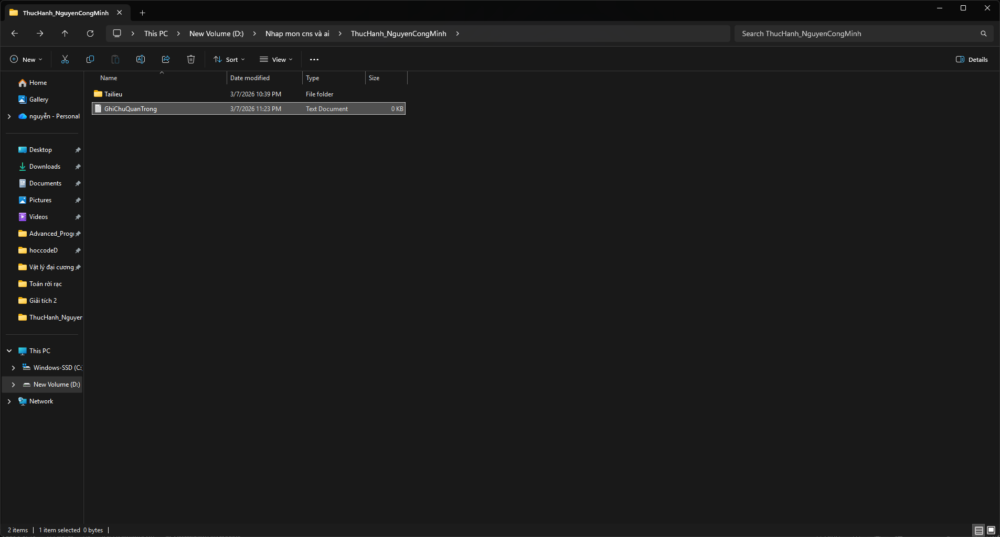 ThucHanh_NguyenCongMinh
This PC New Volume (D:) Nhap mon cns và ai ThucHanh_NguyenCongMinh Search ThucHanh_NguyenCongMinh
New Sort View Details
Name Date modified Type Size
Tailieu 3/7/2026 10:39 PM File folder
GhiChuQuanTrong 3/7/2026 11:23 PM Text Document 0 KB
Home
Gallery
nguyễn - Personal
Desktop
Downloads
Documents
Pictures
Videos
Advanced_Progr
hoccodeD
Vật lý đại cương
Toán rời rạc
Giải tích 2
ThucHanh_Nguyen
This PC
Windows-SSD (C:)
New Volume (D:)
Network
2 items 1 item selected 0 bytes